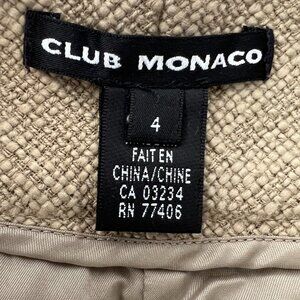 CLUB MONACO
4
FAIT EN
CHINA/CHINE
CA 03234
RN 77406